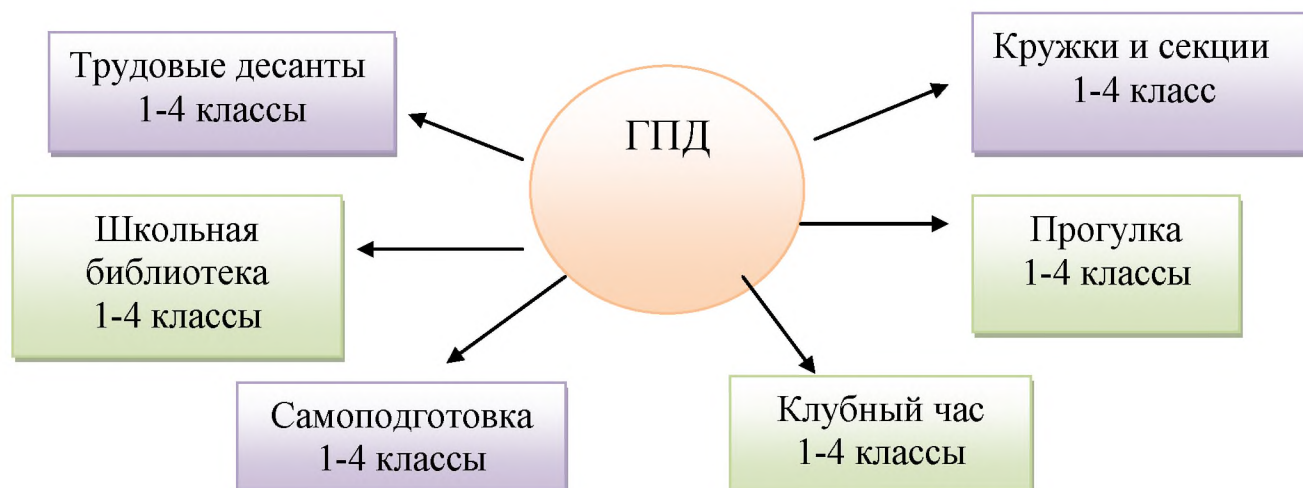 Трудовые десанты
1-4 классы
ГПД
Кружки и секции
1-4 класс
Школьная
библиотека
1-4 классы
Прогулка
1-4 классы
Самоподготовка
1-4 классы
Клубный час
1-4 классы